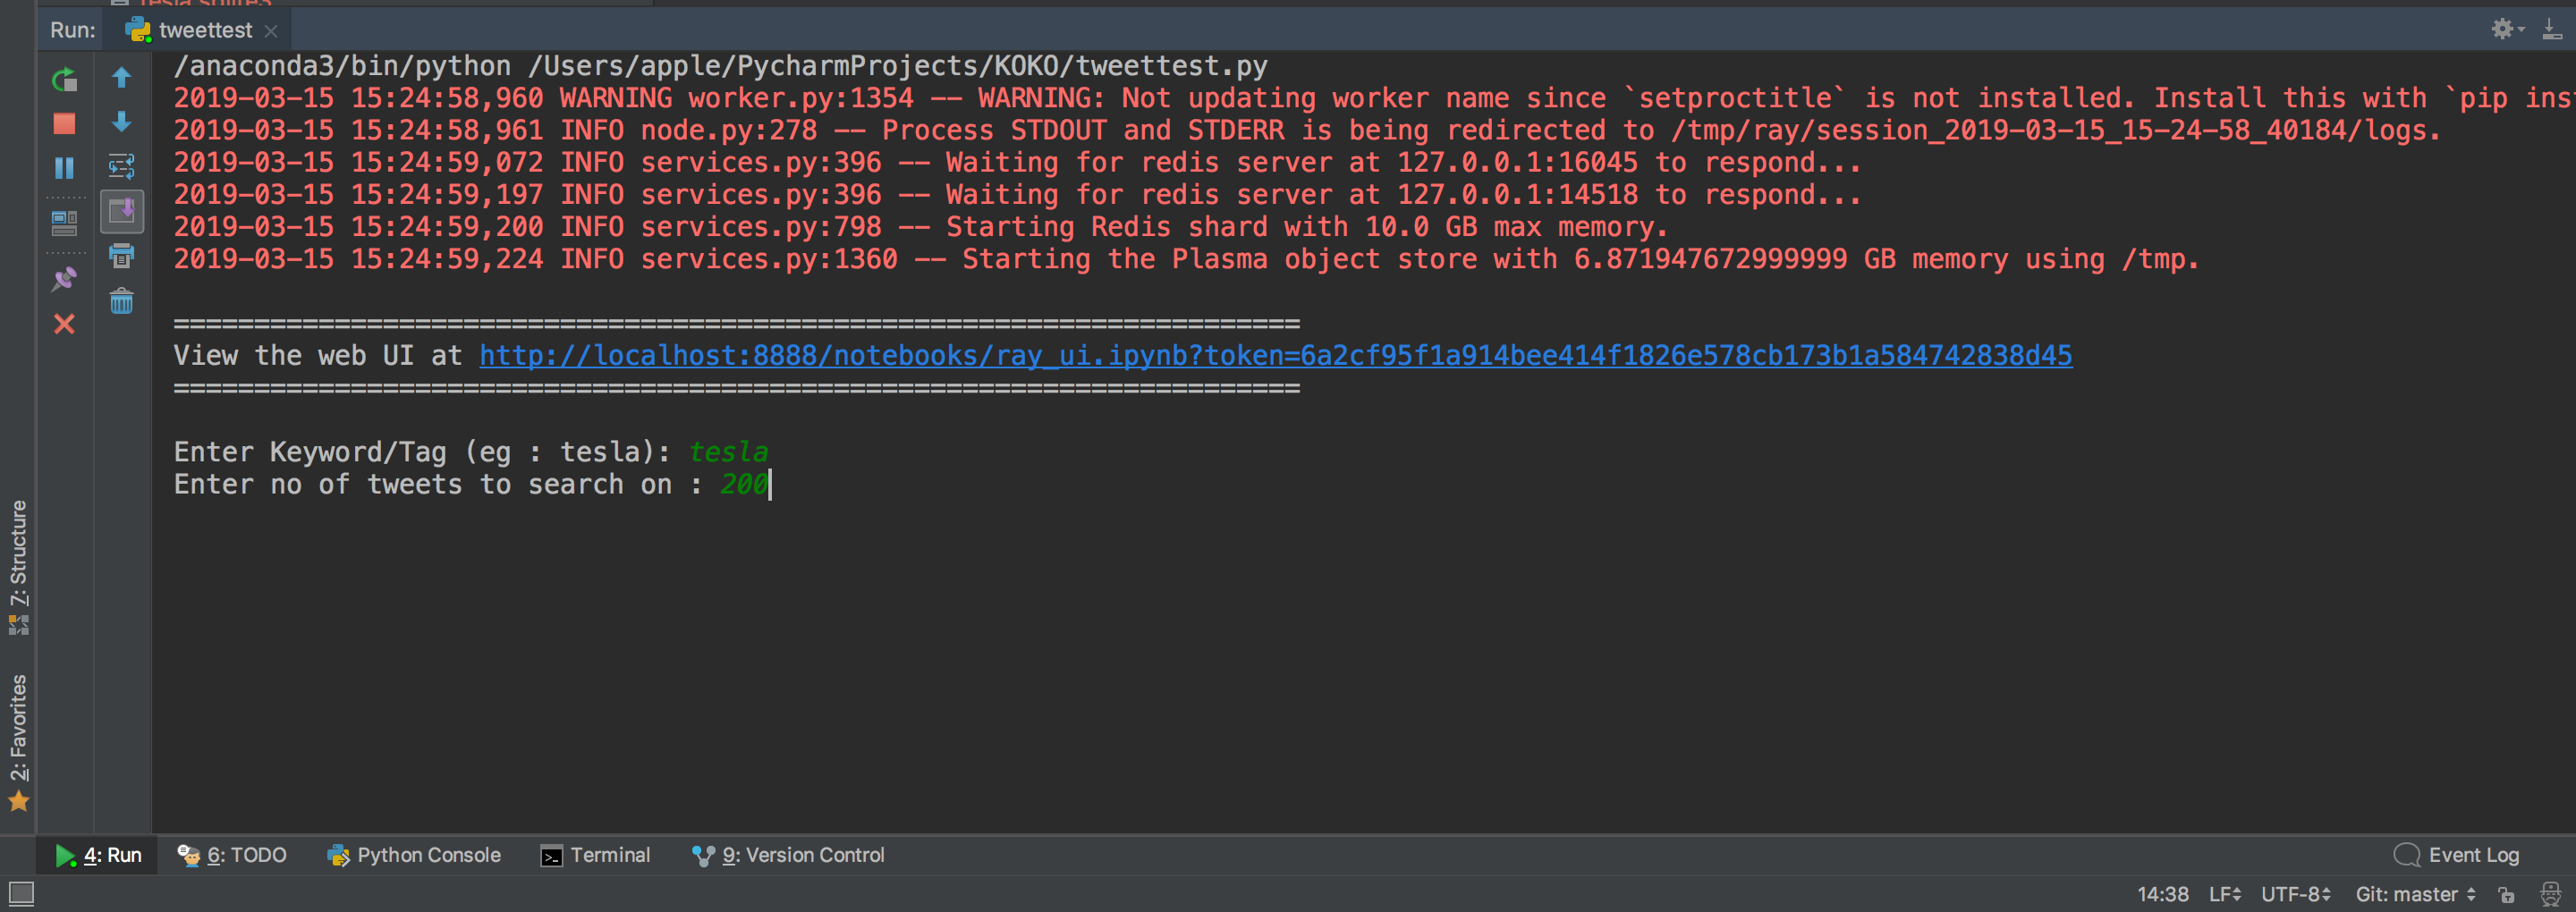 Run: tweettest
/anaconda3/bin/python /Users/apple/PycharmProjects/KOKO/tweettest.py
2019-03-15 15:24:58,960 WARNING worker.py:1354 -- WARNING: Not updating worker name since `setproctitle` is not installed. Install this with `pip inst
2019-03-15 15:24:58,961 INFO node.py:278 -- Process STDOUT and STDERR is being redirected to /tmp/ray/session_2019-03-15_15-24-58_40184/logs.
2019-03-15 15:24:59,072 INFO services.py:396 -- Waiting for redis server at 127.0.0.1:16045 to respond...
2019-03-15 15:24:59,197 INFO services.py:396 -- Waiting for redis server at 127.0.0.1:14518 to respond...
2019-03-15 15:24:59,200 INFO services.py:798 -- Starting Redis shard with 10.0 GB max memory.
2019-03-15 15:24:59,224 INFO services.py:1360 -- Starting the Plasma object store with 6.871947672999999 GB memory using /tmp.
======================================================================
View the web UI at http://localhost:8888/notebooks/ray_ui.ipynb?token=6a2cf95f1a914bee414f1826e578cb173b1a584742838d45
======================================================================
Enter Keyword/Tag (eg : tesla): tesla
Enter no of tweets to search on : 200
7: Structure
2: Favorites
4: Run 6: TODO Python Console Terminal 9: Version Control Event Log
14:38 LF UTF-8 Git: master